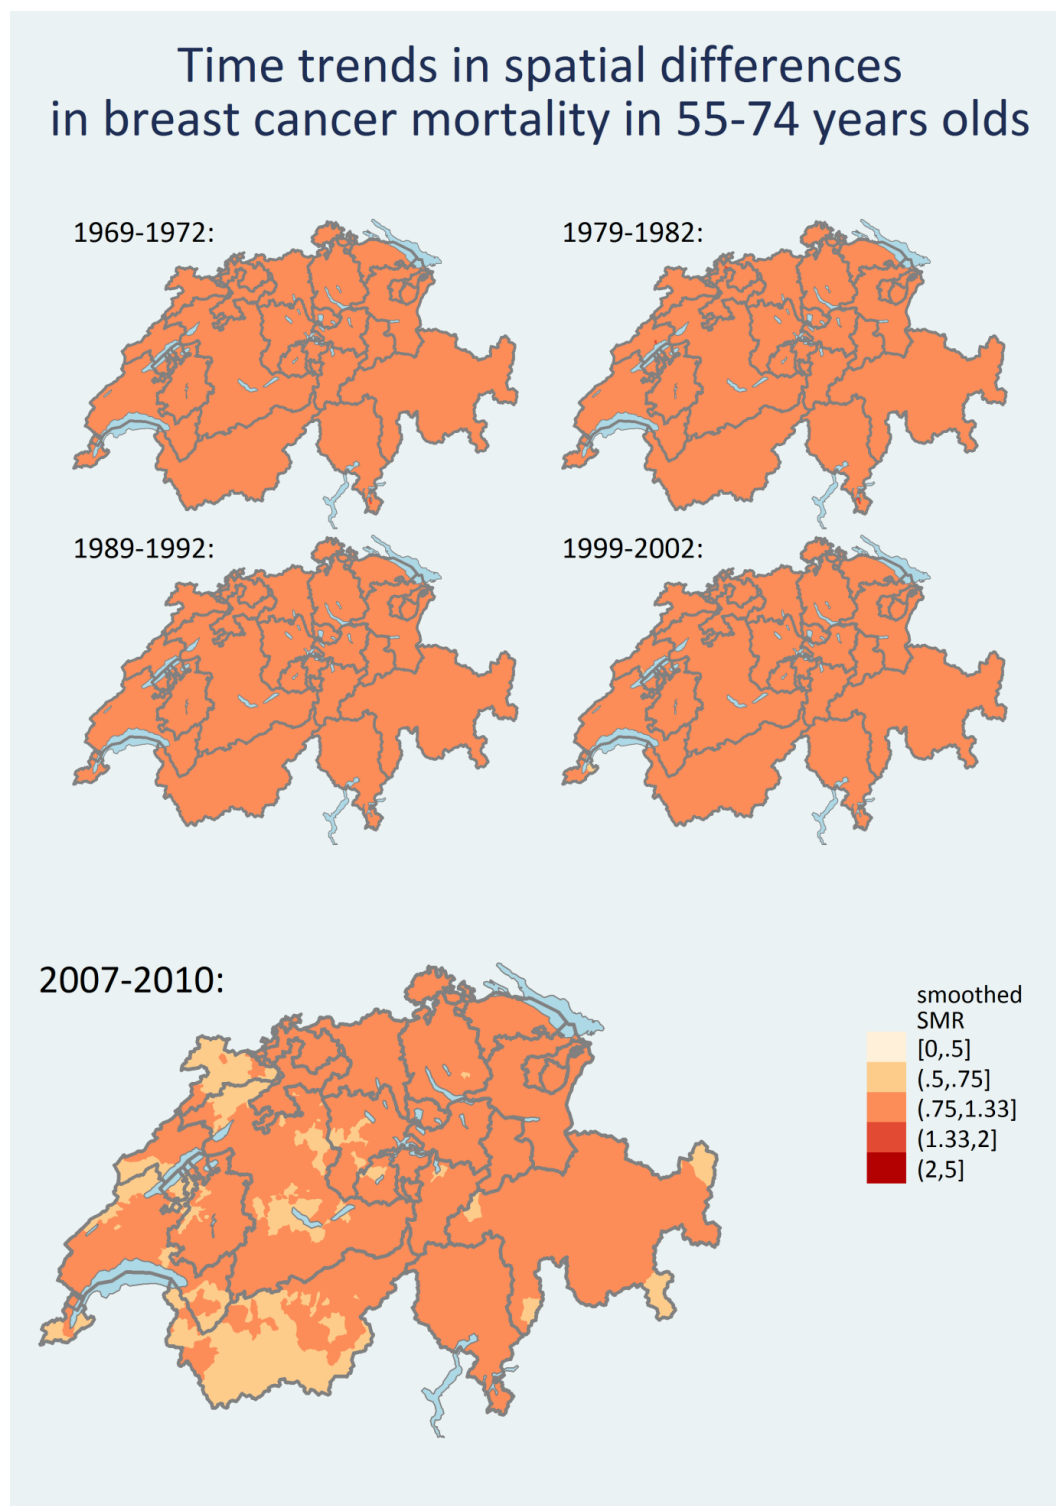 Time trends in spatial differences
in breast cancer mortality in 55-74 years olds
1969-1972:
1979-1982:
1989-1992:
1999-2002:
2007-2010:
smoothed
SMR
[0,.5]
(.5,.75]
(.75,1.33]
(1.33,2]
(2,5]